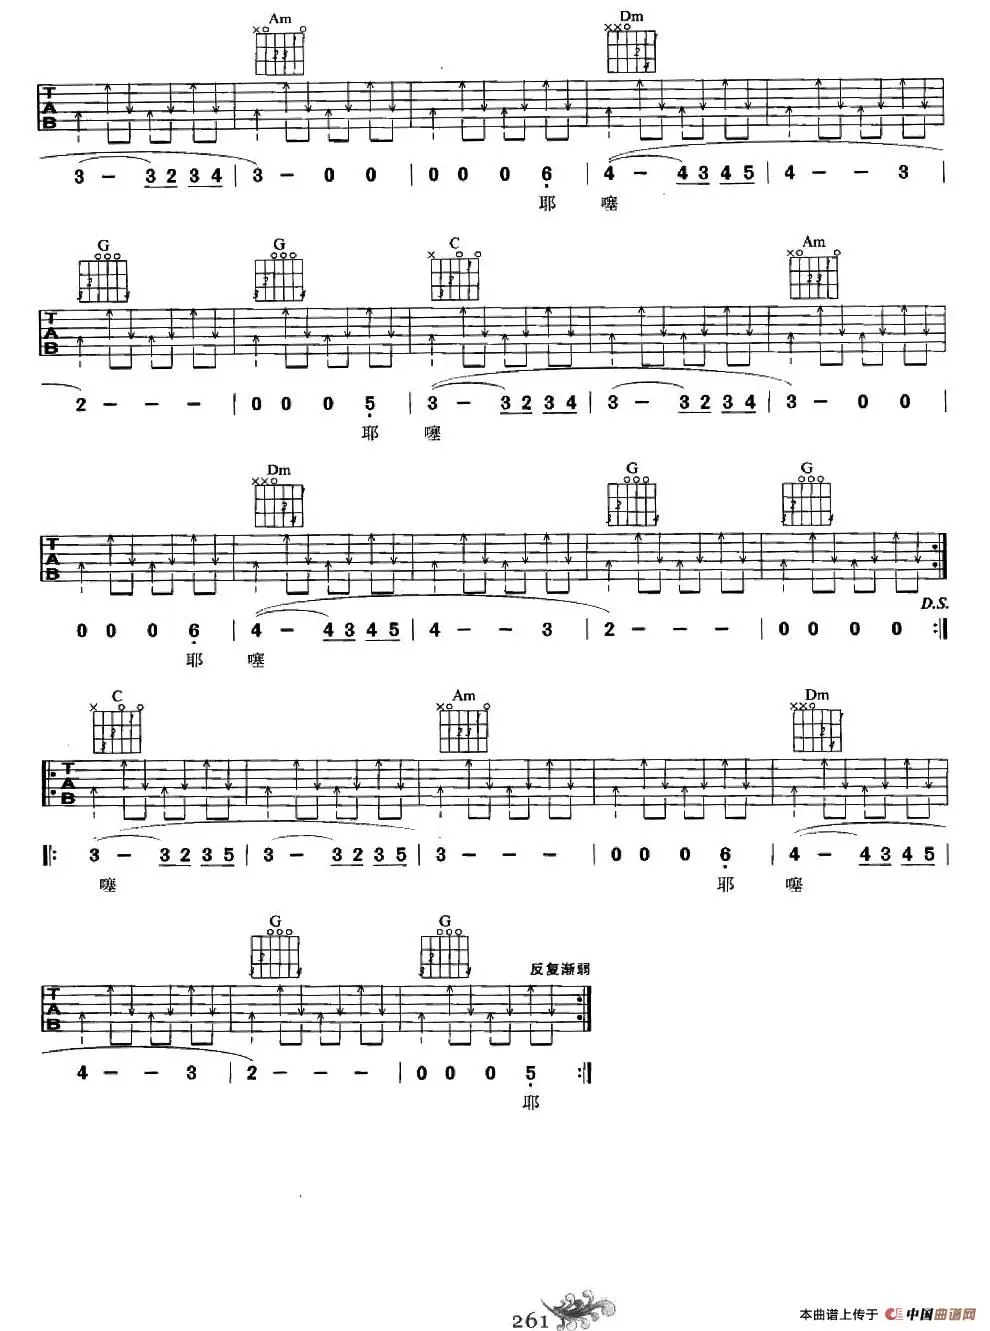 Am Dm
× ○ ○ × × ○
T A B
3 — 3 2 3 4 | 3 — 0 0 | 0 0 0 6 | 4 — 4 3 4 5 | 4 — — 3 |
耶 噻
G G C Am
T A B
2 — — — | 0 0 0 5 | 3 — 3 2 3 4 | 3 — 3 2 3 4 | 3 — 0 0 |
耶 噻
Dm G G
T A B
D.S.
0 0 0 6 | 4 — 4 3 4 5 | 4 — — 3 | 2 — — — | 0 0 0 0 :||
耶 噻
C Am Dm
T A B
||: 3 — 3 2 3 5 | 3 — 3 2 3 5 | 3 — — — | 0 0 0 6 | 4 — 4 3 4 5 |
噻 耶 噻
G G
反复渐弱
T A B
4 — — 3 | 2 — — — | 0 0 0 5 :||
耶
261
本曲谱上传于 中国曲谱网